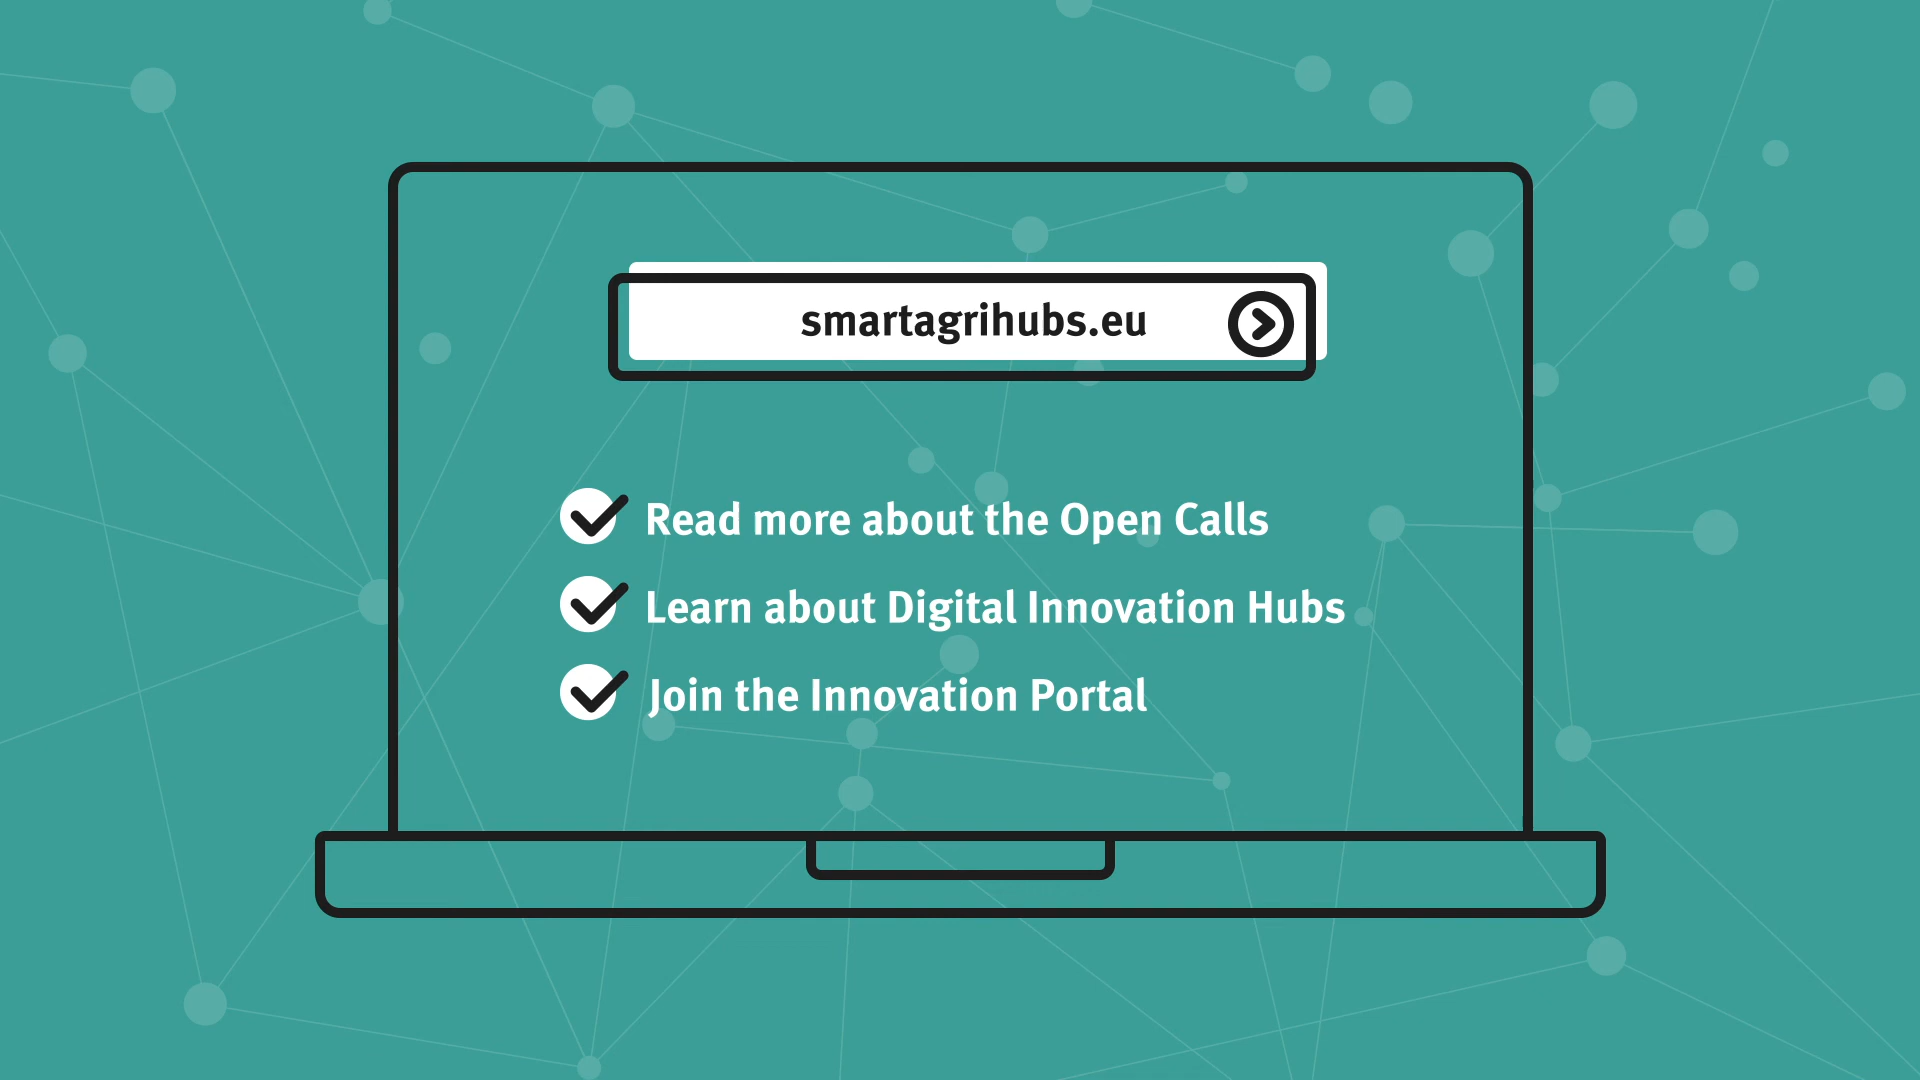 smartagrihubs.eu
Read more about the Open Calls
Learn about Digital Innovation Hubs
Join the Innovation Portal